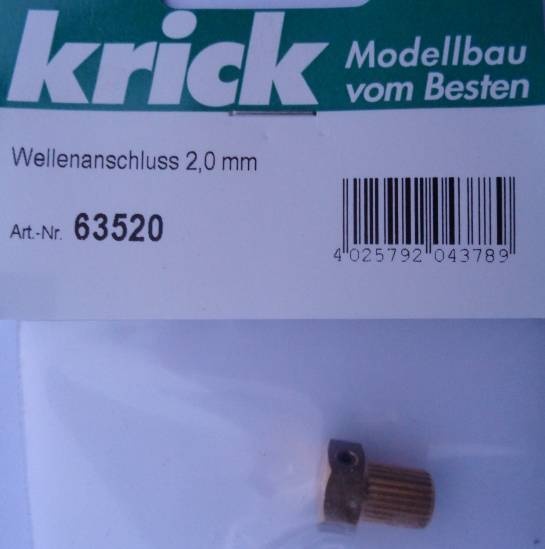 krick
Modellbau
vom Besten
Wellenanschluss 2,0 mm
Art.-Nr. 63520
4 025792 043789